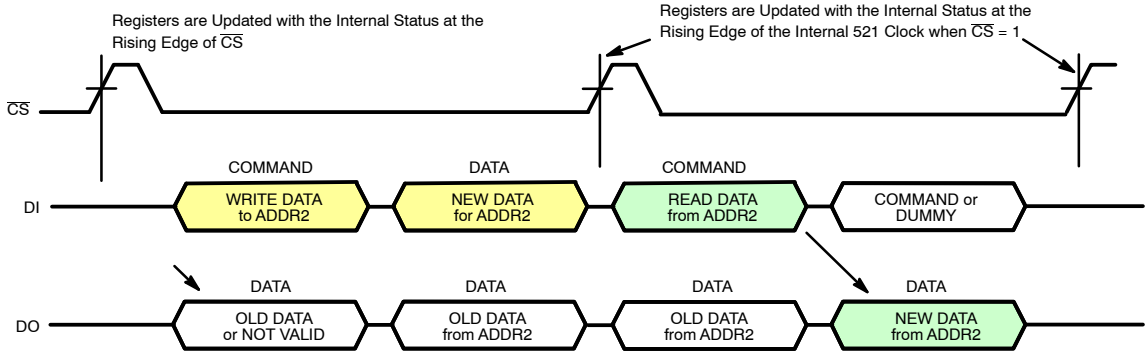 Registers are Updated with the Internal Status at the
Rising Edge of C̅S̅
Registers are Updated with the Internal Status at the
Rising Edge of the Internal 521 Clock when C̅S̅ = 1
C̅S̅
COMMAND
DATA
COMMAND
DI
WRITE DATA
to ADDR2
NEW DATA
for ADDR2
READ DATA
from ADDR2
COMMAND or
DUMMY
DATA
DATA
DATA
DATA
DO
OLD DATA
or NOT VALID
OLD DATA
from ADDR2
OLD DATA
from ADDR2
NEW DATA
from ADDR2